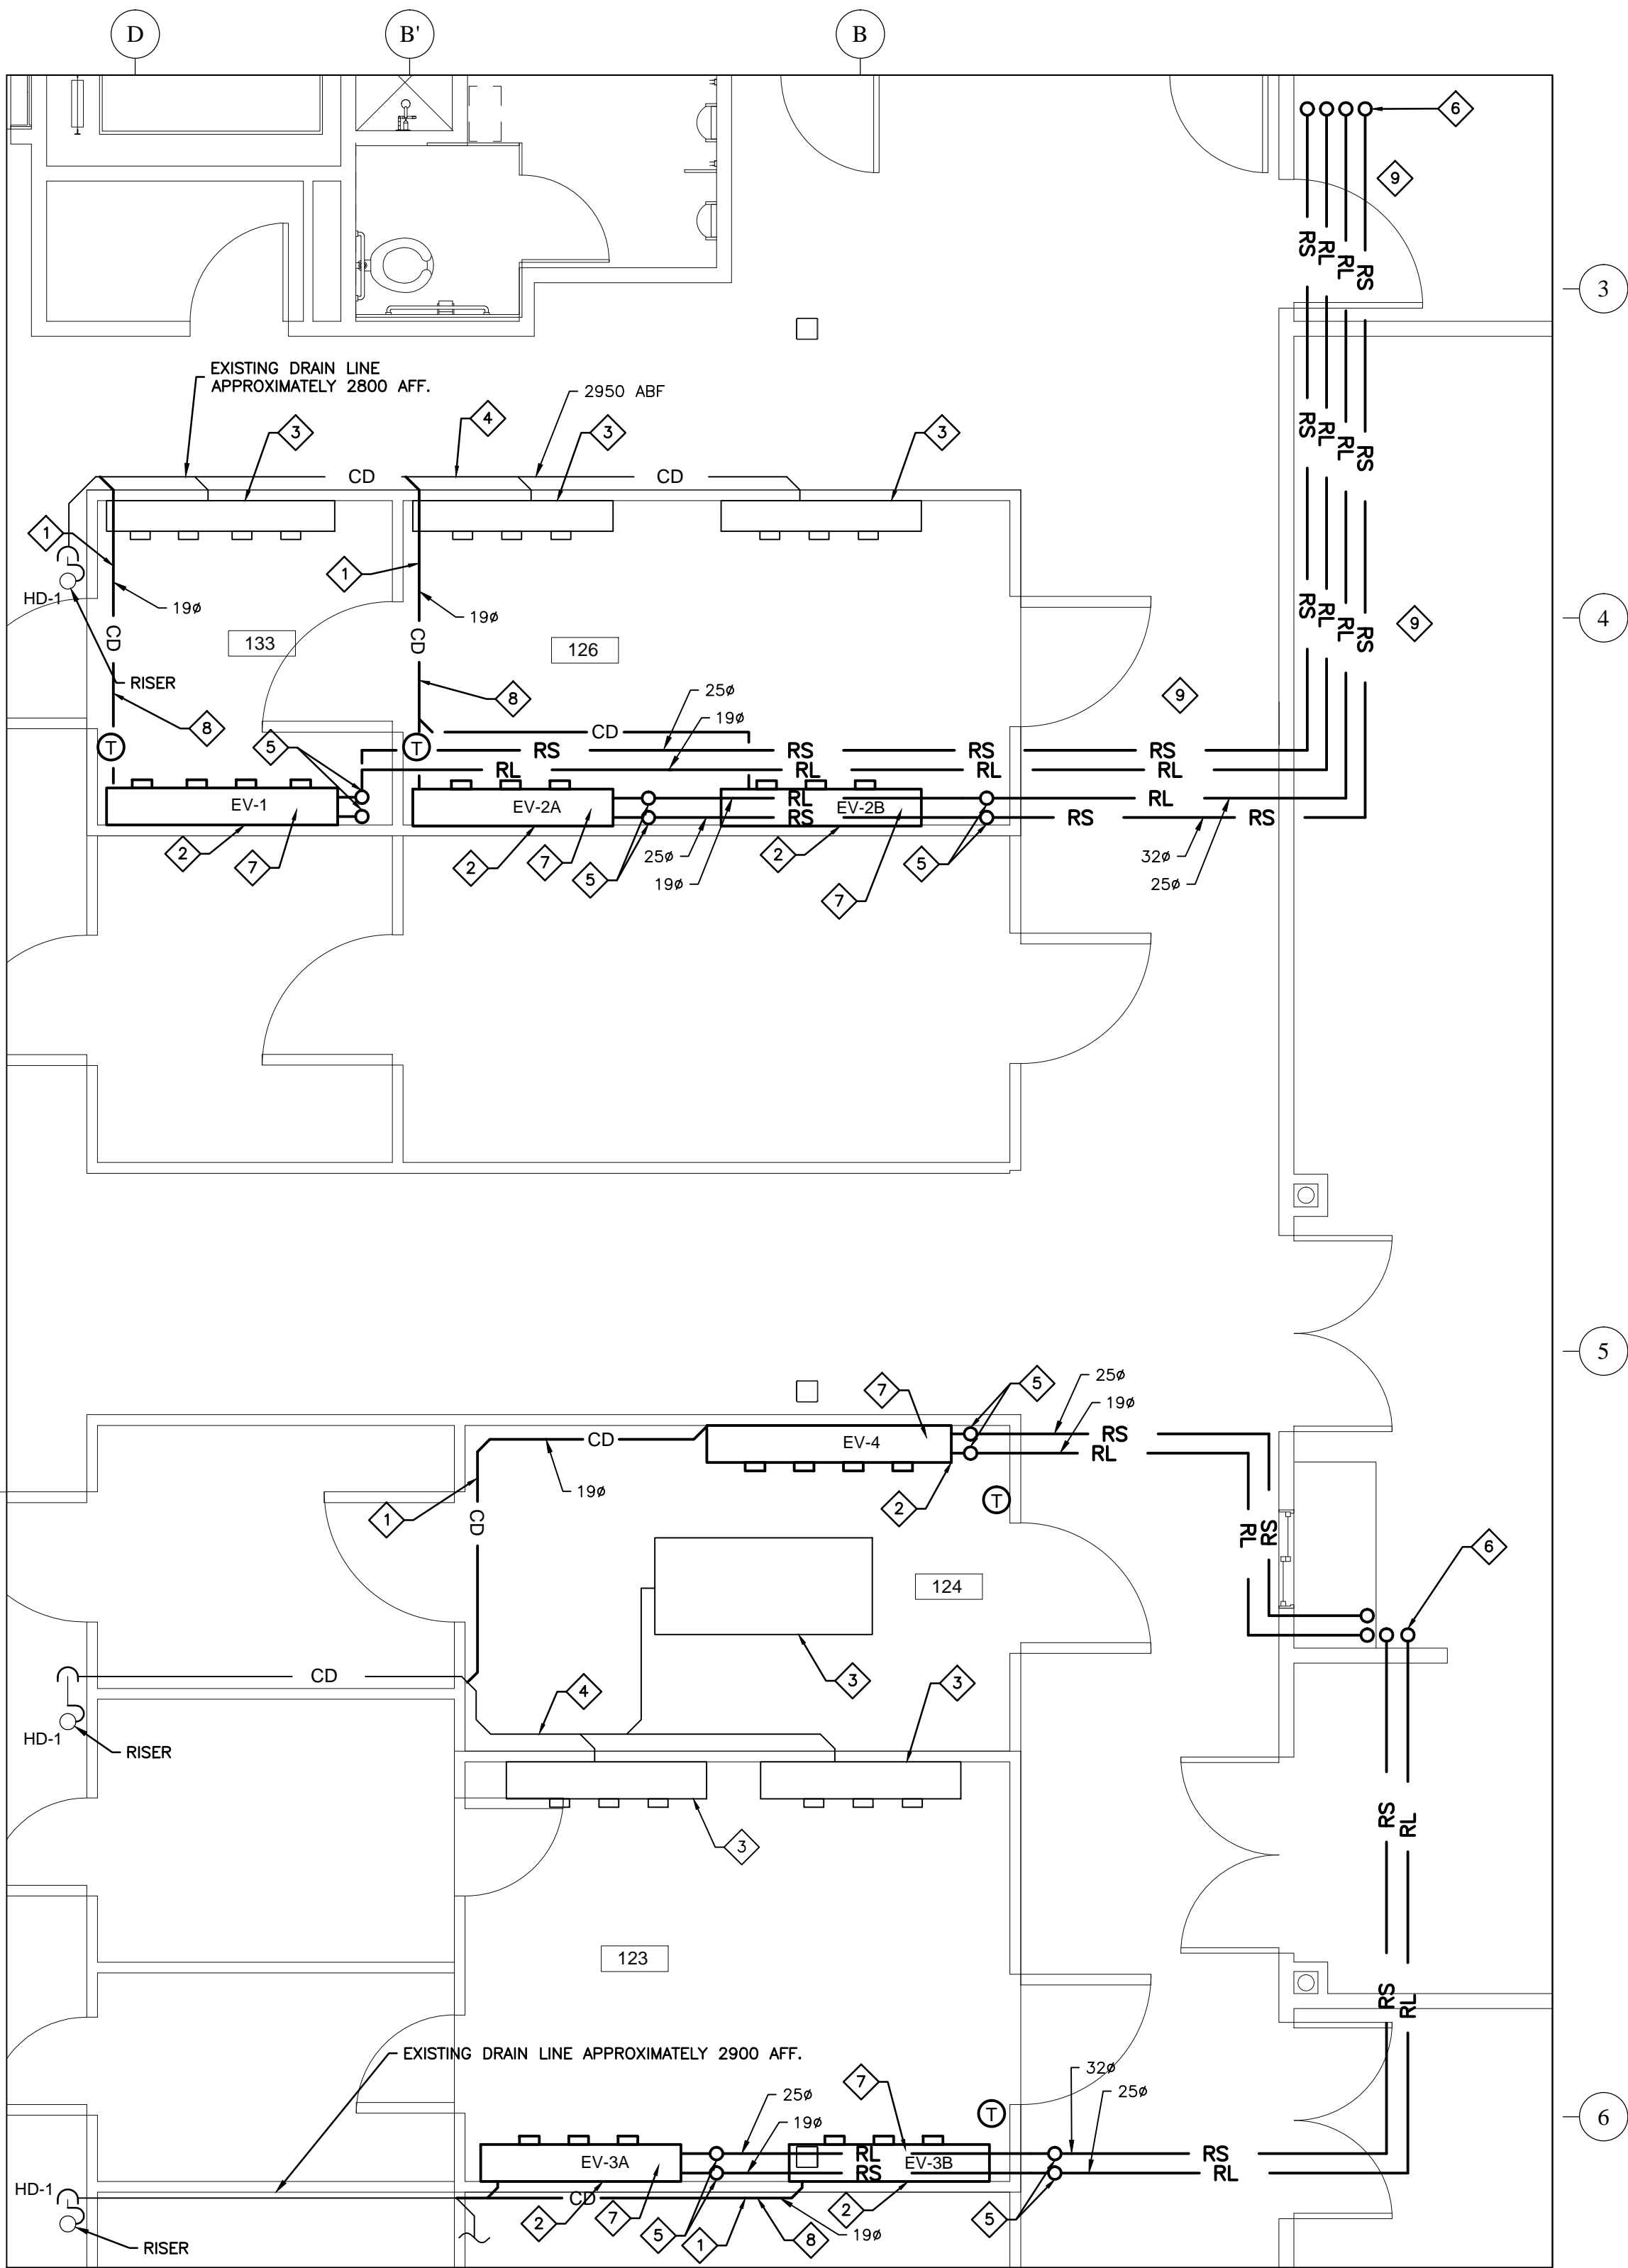 D
B'
B
6
9
RS
RL
RL
RS
3
EXISTING DRAIN LINE
APPROXIMATELY 2800 AFF.
2950 ABF
4
3
3
3
CD
CD
RS
RL
RL
RS
1
1
HD-1
19ø
19ø
RS
RL
RL
RS
9
4
CD
CD
133
126
RISER
8
8
25ø
9
19ø
T
5
T
CD
RS
RS
RS
RS
RL
RL
RL
RL
EV-1
EV-2A
RL
EV-2B
RL
RS
RS
RS
2
7
2
7
5
25ø
2
5
32ø
19ø
25ø
7
5
7
5
25ø
19ø
CD
EV-4
RS
RL
19ø
T
1
2
CD
RL
RS
6
124
CD
4
3
3
HD-1
RISER
RS
RL
3
123
RS
RL
EXISTING DRAIN LINE APPROXIMATELY 2900 AFF.
7
32ø
25ø
25ø
19ø
T
6
EV-3A
RL
EV-3B
RS
RS
RL
HD-1
CD
2
7
5
1
8
19ø
2
5
RISER